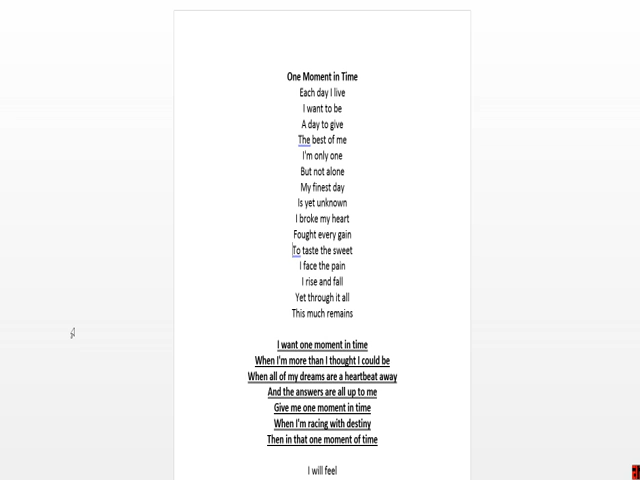 One Moment in Time
Each day I live
I want to be
A day to give
The best of me
I'm only one
But not alone
My finest day
Is yet unknown
I broke my heart
Fought every gain
To taste the sweet
I face the pain
I rise and fall
Yet through it all
This much remains
I want one moment in time
When I'm more than I thought I could be
When all of my dreams are a heartbeat away
And the answers are all up to me
Give me one moment in time
When I'm racing with destiny
Then in that one moment of time
I will feel